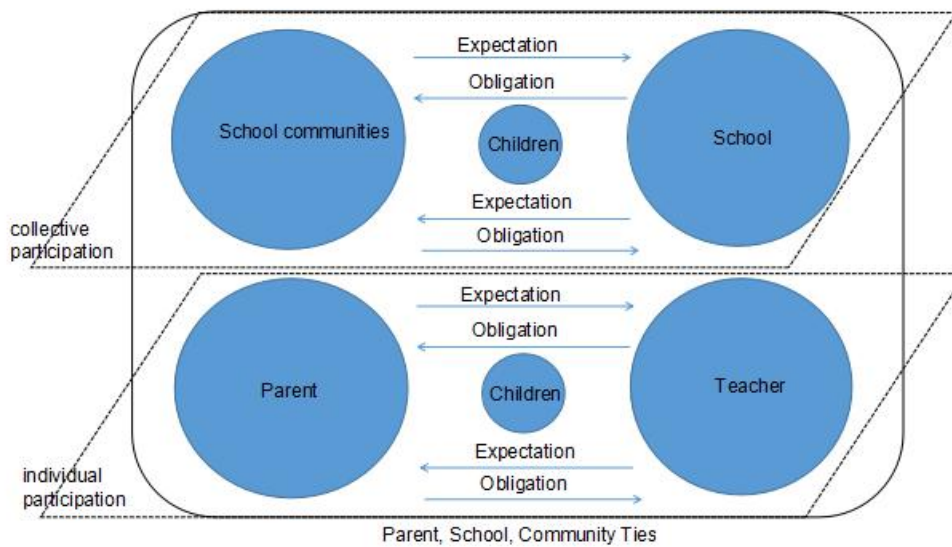 Expectation
Obligation
School communities
Children
School
Expectation
Obligation
collective
participation
Expectation
Obligation
Parent
Children
Teacher
Expectation
Obligation
individual
participation
Parent, School, Community Ties